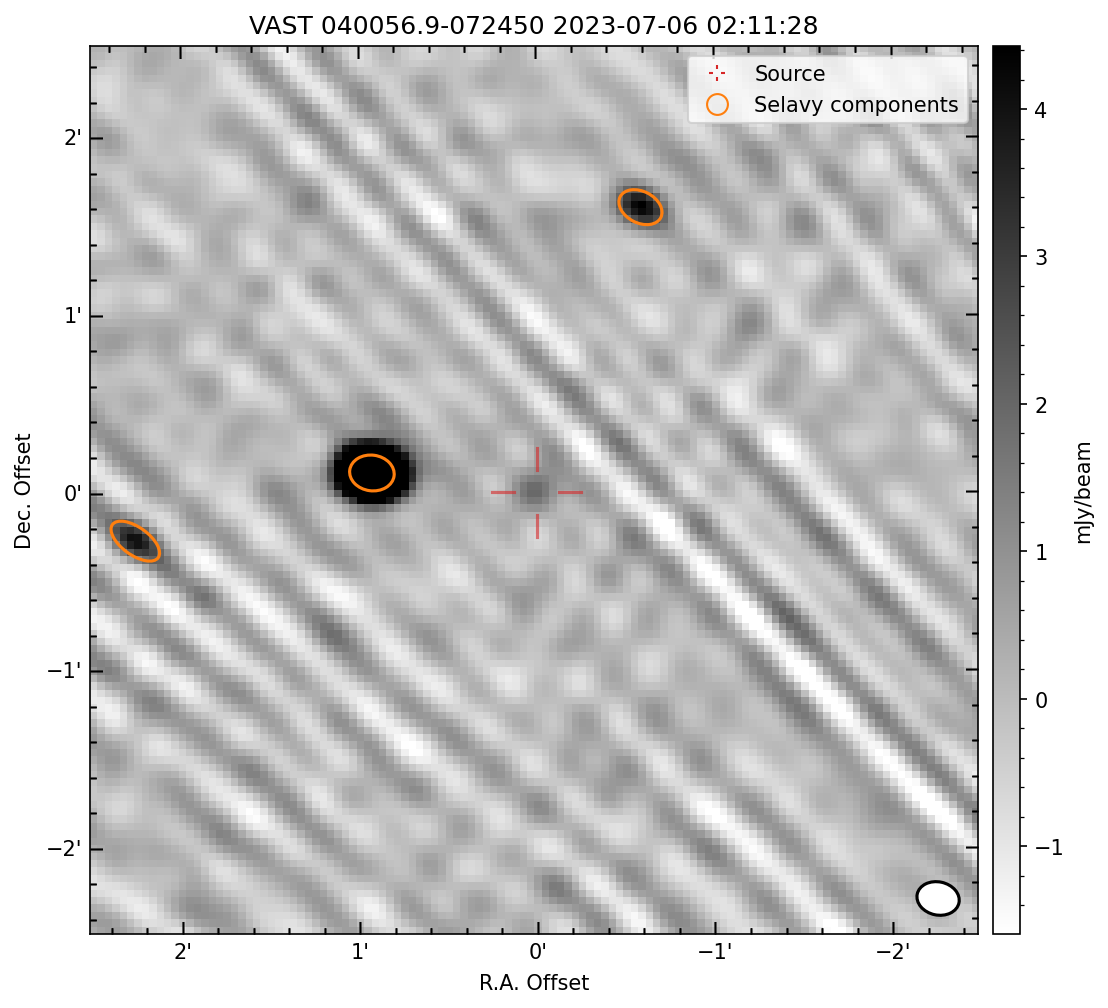 VAST 040056.9-072450 2023-07-06 02:11:28
Source
Selavy components
2'
1'
0'
−1'
−2'
Dec. Offset
2'
1'
0'
−1'
−2'
R.A. Offset
4
3
2
1
0
−1
mJy/beam